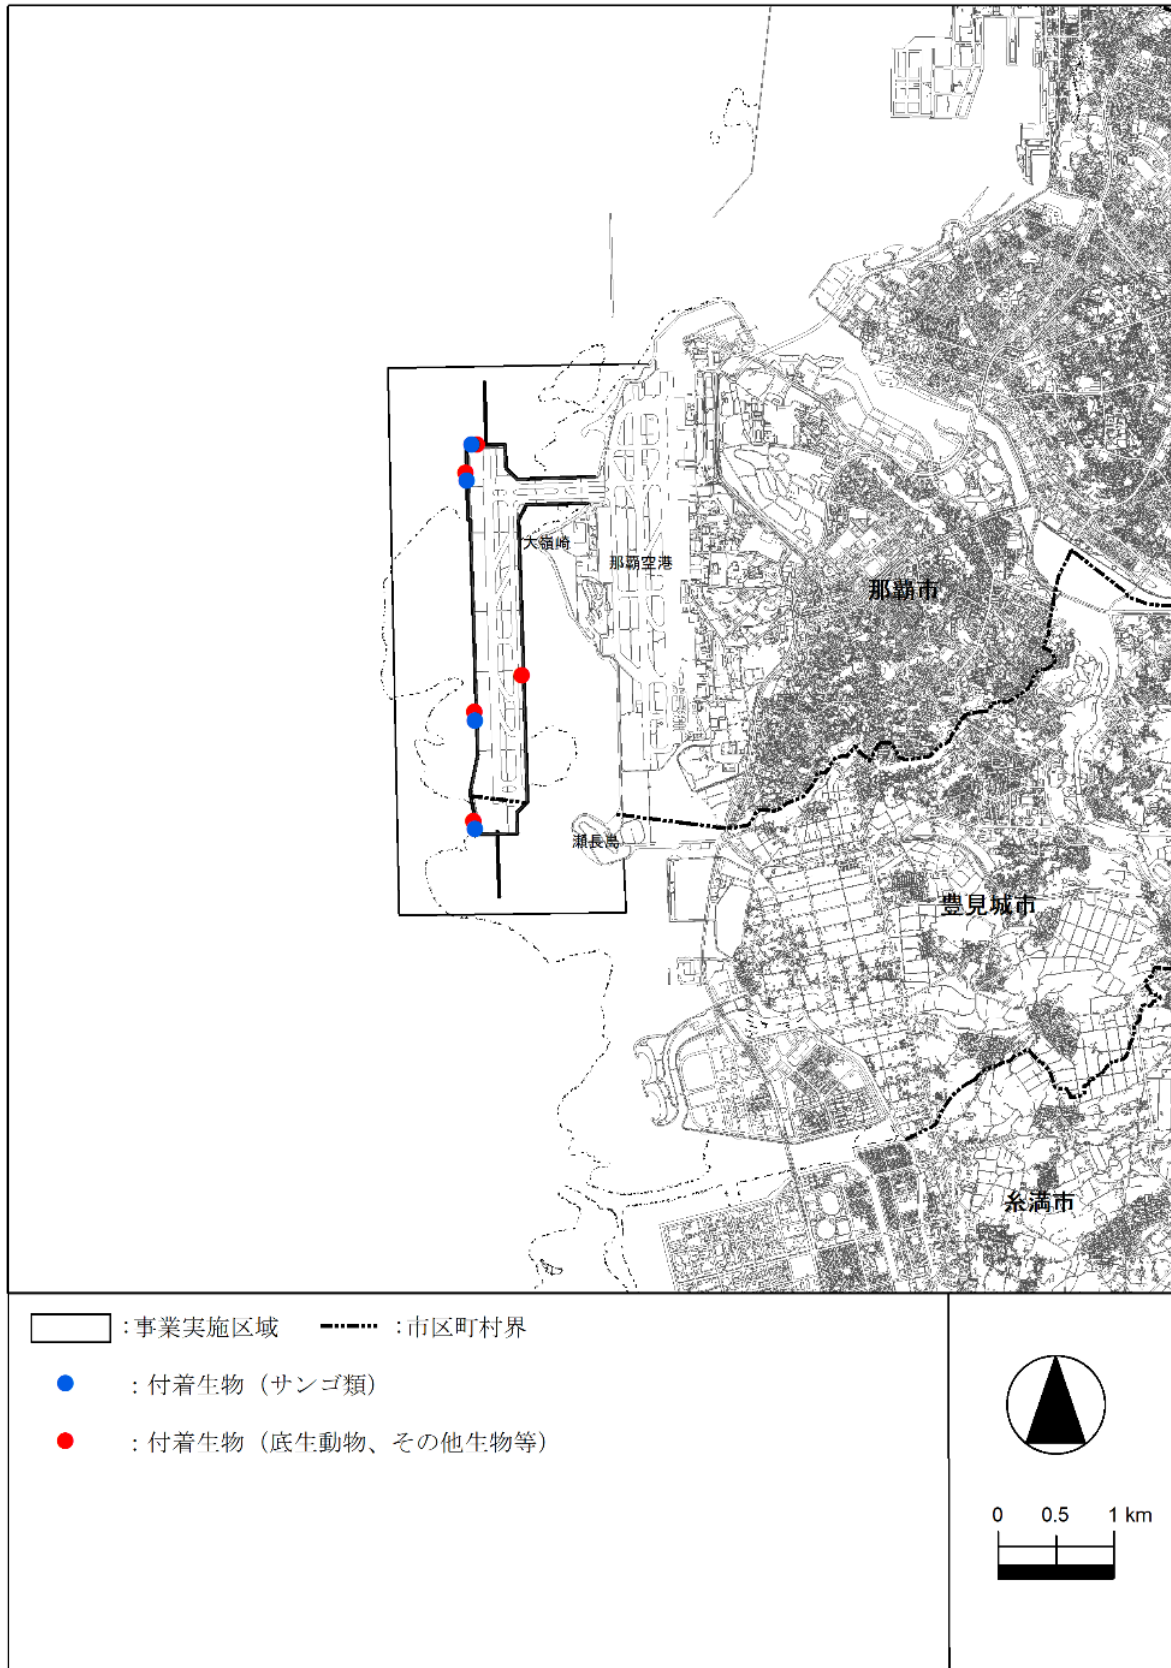 大嶺崎
那覇空港
那覇市
瀬長島
豊見城市
糸満市
：事業実施区域
：市区町村界
：付着生物（サンゴ類）
：付着生物（底生動物、その他生物等）
0 0.5 1 km